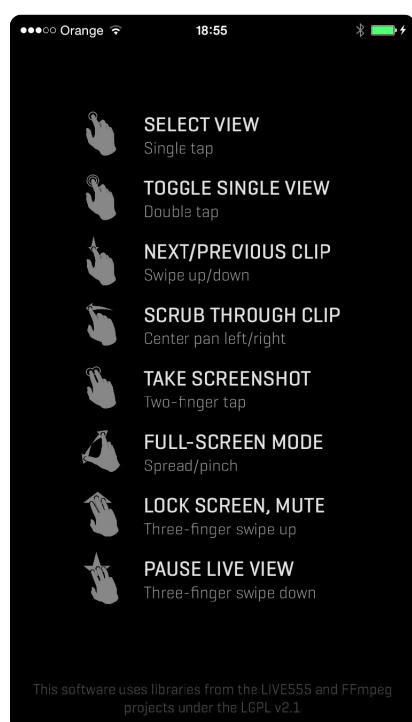 Orange 18:55
SELECT VIEW
Single tap
TOGGLE SINGLE VIEW
Double tap
NEXT/PREVIOUS CLIP
Swipe up/down
SCRUB THROUGH CLIP
Center pan left/right
TAKE SCREENSHOT
Two-finger tap
FULL-SCREEN MODE
Spread/pinch
LOCK SCREEN, MUTE
Three-finger swipe up
PAUSE LIVE VIEW
Three-finger swipe down
This software uses libraries from the LIVE555 and FFmpeg
projects under the LGPL v2.1